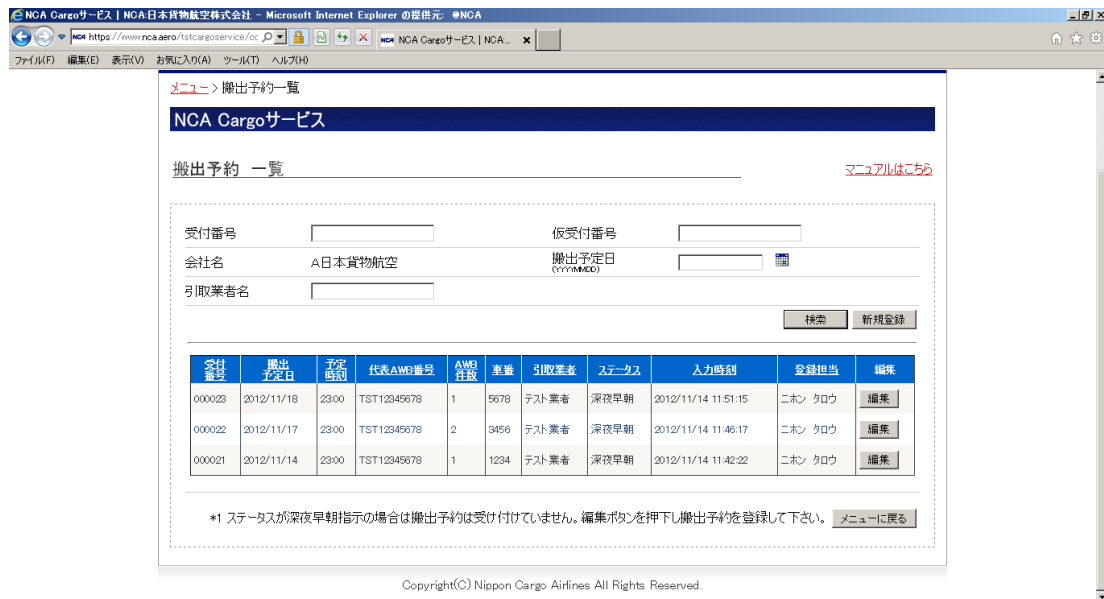 NCA Cargoサービス | NCA:日本貨物航空株式会社 - Microsoft Internet Explorer の提供元: @NCA
https://www.nca.aero/tstcargoservice/cc
NCA Cargoサービス | NCA:...
ファイル(F) 編集(E) 表示(V) お気に入り(A) ツール(T) ヘルプ(H)
メニュー > 搬出予約一覧
NCA Cargoサービス
搬出予約 一覧
マニュアルはこちら
受付番号 仮受付番号
会社名 A日本貨物航空 搬出予定日
(YYYYMMDD)
引取業者名
検索 新規登録
受付番号 搬出予定日 予定時刻 代表AWB番号 AWB件数 車番 引取業者 ステータス 入力時刻 登録担当 編集
000023 2012/11/18 23:00 TST12345678 1 5678 テスト業者 深夜早朝 2012/11/14 11:51:15 ニホン タロウ 編集
000022 2012/11/17 23:00 TST12345678 2 3456 テスト業者 深夜早朝 2012/11/14 11:46:17 ニホン タロウ 編集
000021 2012/11/14 23:00 TST12345678 1 1234 テスト業者 深夜早朝 2012/11/14 11:42:22 ニホン タロウ 編集
*1 ステータスが深夜早朝指示の場合は搬出予約は受け付けていません。編集ボタンを押下し搬出予約を登録して下さい。 メニューに戻る
Copyright(C) Nippon Cargo Airlines All Rights Reserved.